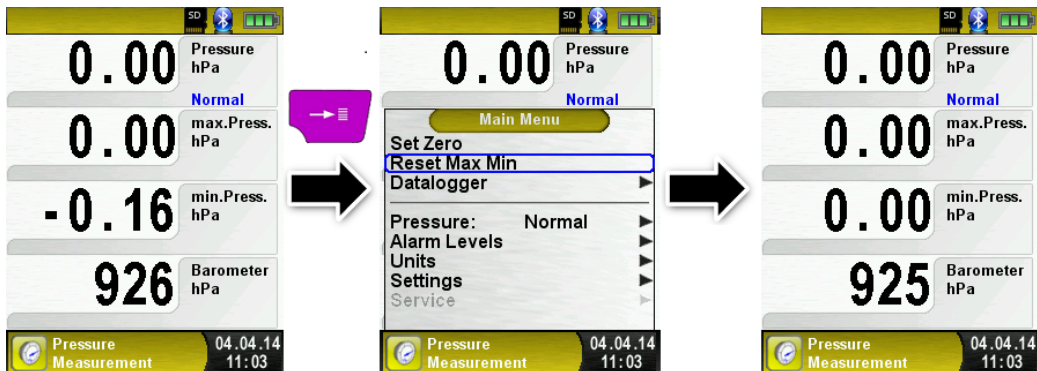 SD
0.00 Pressure
hPa
Normal
0.00 max.Press.
hPa
-0.16 min.Press.
hPa
926 Barometer
hPa
Pressure 04.04.14
Measurement 11:03
SD
0.00 Pressure
hPa
Normal
Main Menu
Set Zero
Reset Max Min
Datalogger
Pressure: Normal
Alarm Levels
Units
Settings
Service
Pressure 04.04.14
Measurement 11:03
SD
0.00 Pressure
hPa
Normal
0.00 max.Press.
hPa
0.00 min.Press.
hPa
925 Barometer
hPa
Pressure 04.04.14
Measurement 11:03